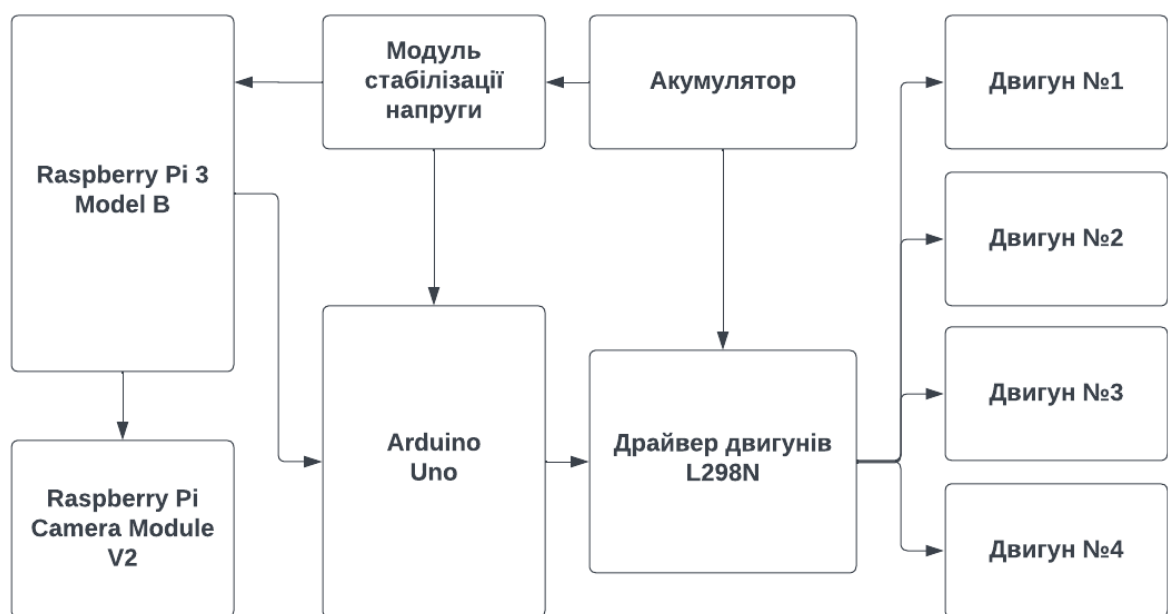 Модуль
стабілізації
напруги
Акумулятор
Двигун №1
Raspberry Pi 3
Model B
Двигун №2
Двигун №3
Arduino
Uno
Драйвер двигунів
L298N
Raspberry Pi
Camera Module
V2
Двигун №4